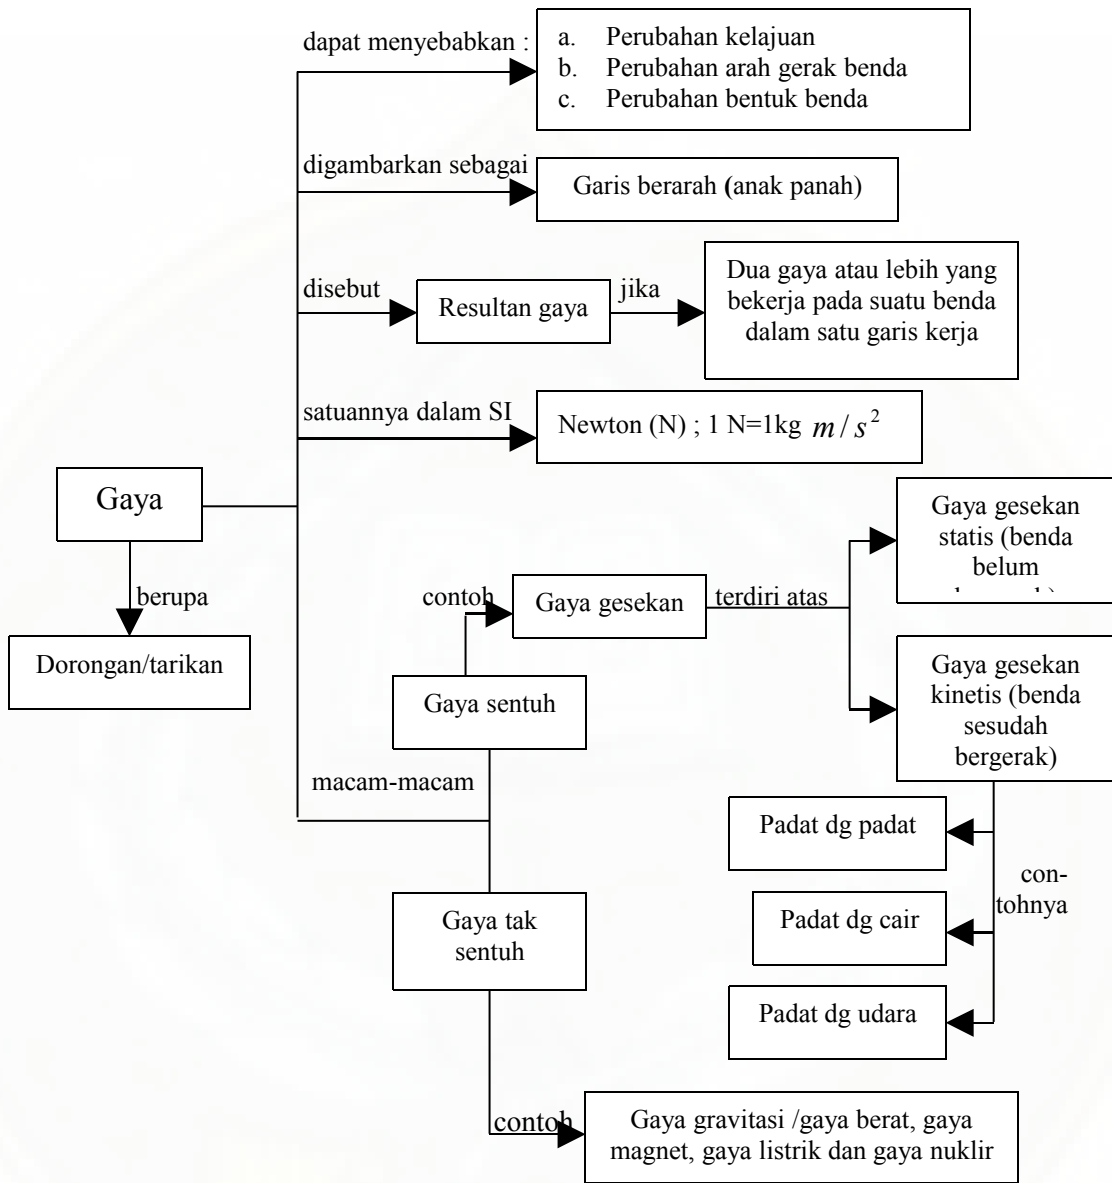 dapat menyebabkan :
a. Perubahan kelajuan
b. Perubahan arah gerak benda
c. Perubahan bentuk benda
digambarkan sebagai
Garis berarah (anak panah)
disebut
Resultan gaya
jika
Dua gaya atau lebih yang
bekerja pada suatu benda
dalam satu garis kerja
satuannya dalam SI
Newton (N) ; 1 N=1kg m/s²
Gaya
berupa
Dorongan/tarikan
macam-macam
Gaya sentuh
contoh
Gaya gesekan
terdiri atas
Gaya gesekan
statis (benda
belum
Gaya gesekan
kinetis (benda
sesudah
bergerak)
con-
tohnya
Padat dg padat
Padat dg cair
Padat dg udara
Gaya tak
sentuh
contoh
Gaya gravitasi /gaya berat, gaya
magnet, gaya listrik dan gaya nuklir